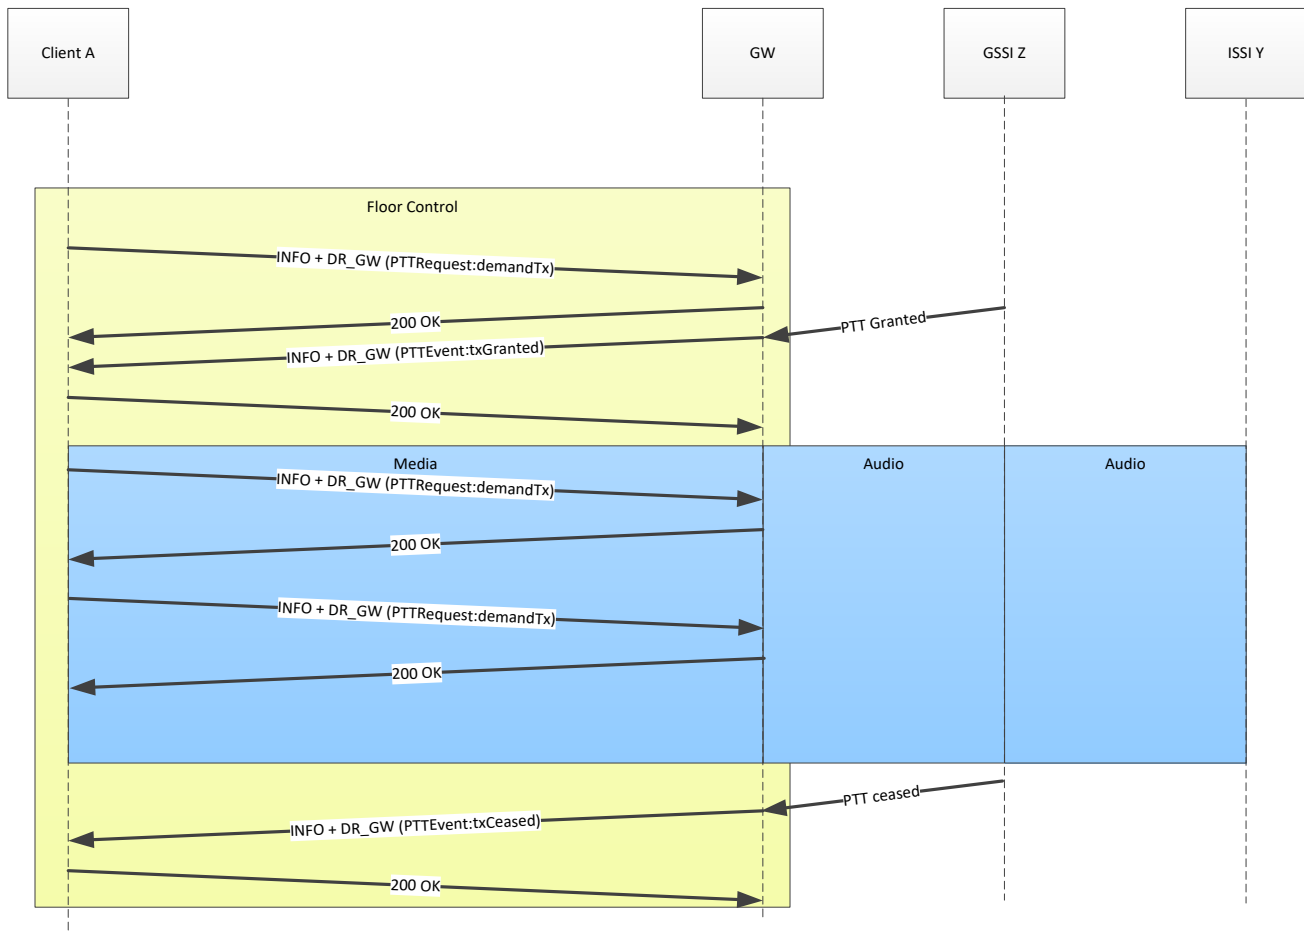 Client A
GW
GSSI Z
ISSI Y
Floor Control
INFO + DR_GW (PTTRequest:demandTx)
200 OK
PTT Granted
INFO + DR_GW (PTTEvent:txGranted)
200 OK
Media
Audio
Audio
INFO + DR_GW (PTTRequest:demandTx)
200 OK
INFO + DR_GW (PTTRequest:demandTx)
200 OK
PTT ceased
INFO + DR_GW (PTTEvent:txCeased)
200 OK